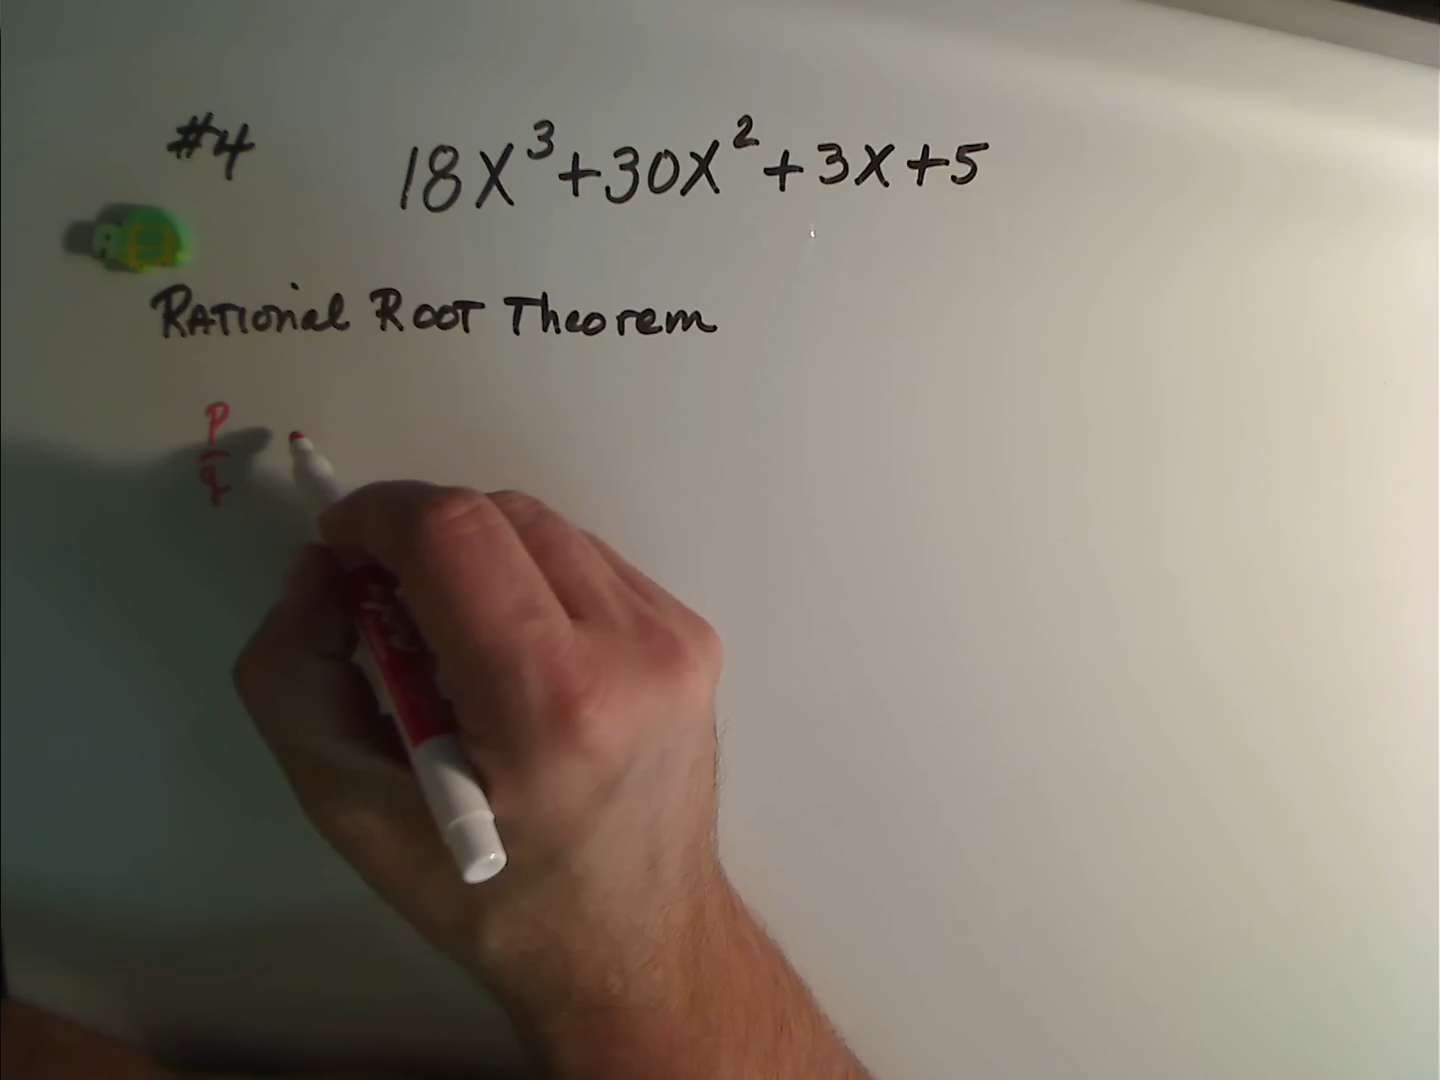 #4 18X³+30X²+3X+5
RATional ROOT Theorem
P
q